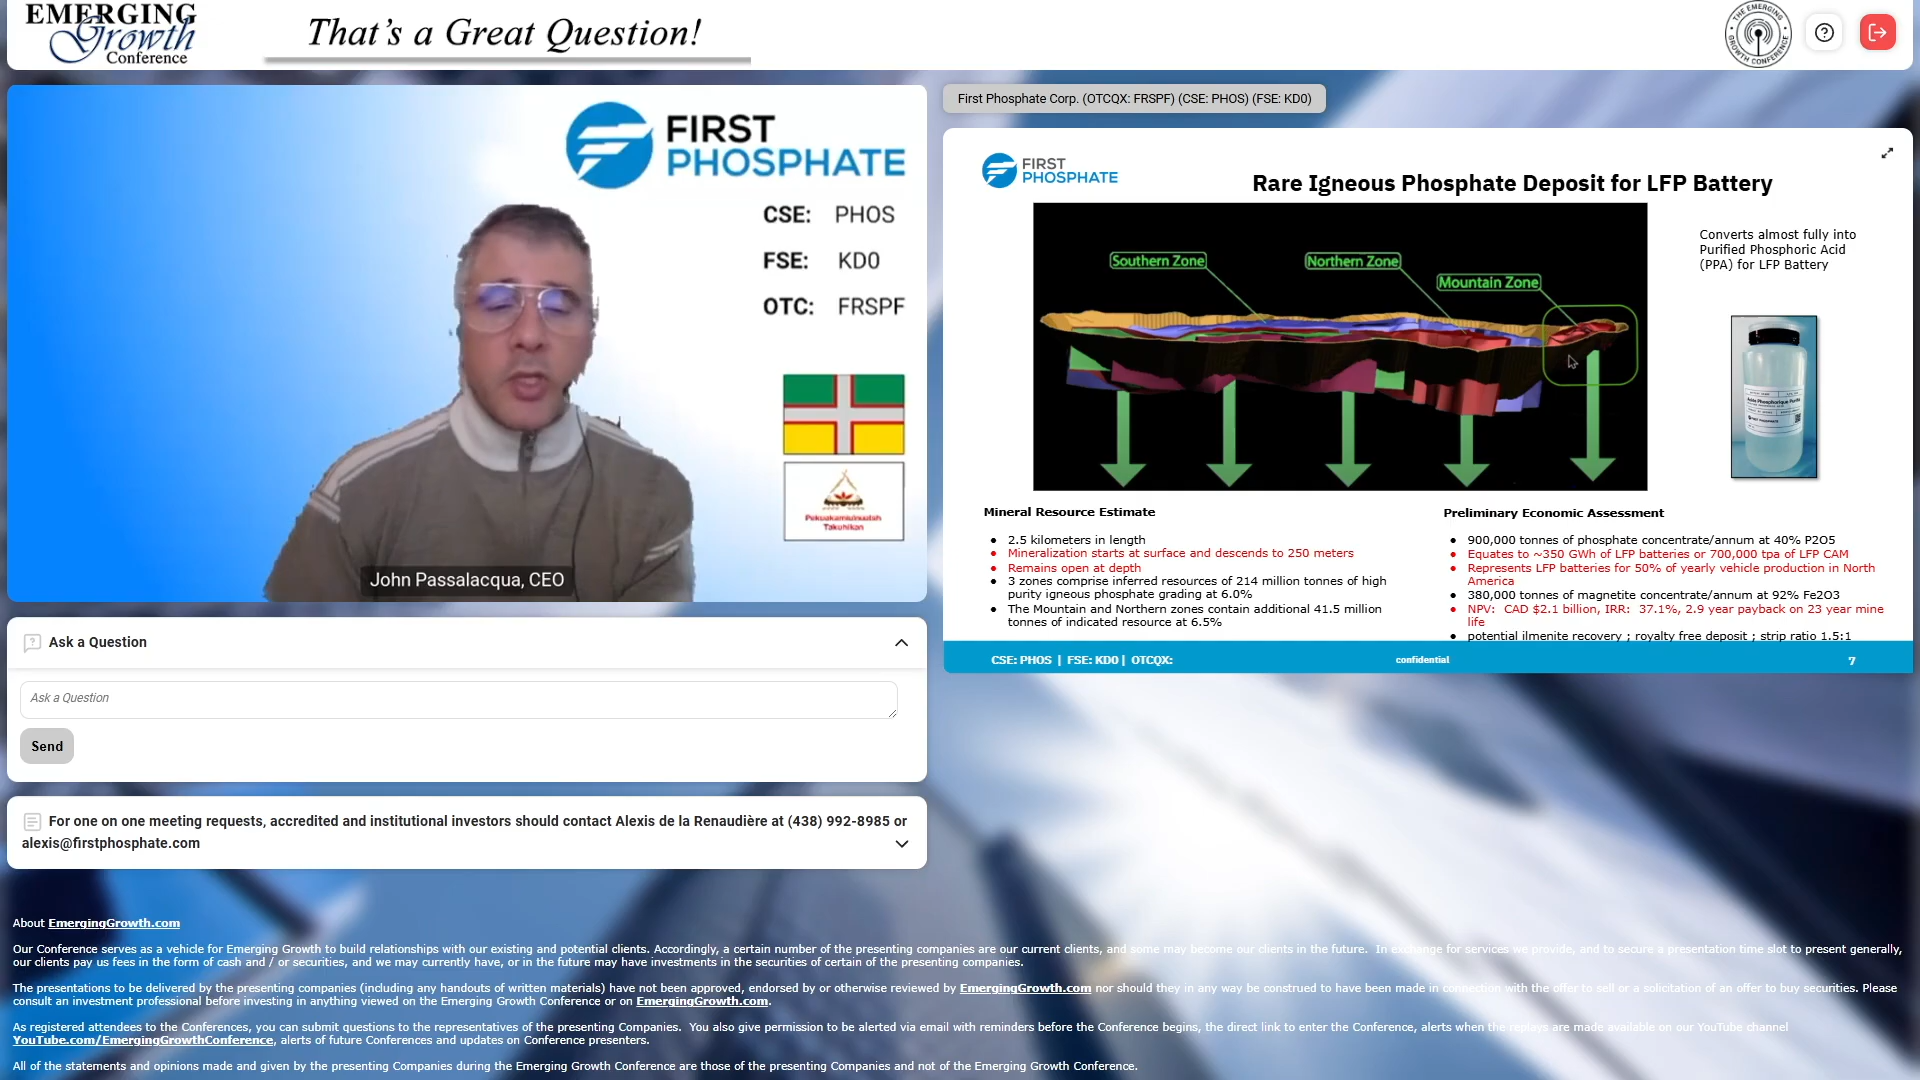 EMERGING
Growth
Conference
That's a Great Question!
THE EMERGING
GROWTH CONFERENCE
FIRST
PHOSPHATE
CSE: PHOS
FSE: KD0
OTC: FRSPF
Pekuakamiulnuatsh
Takuhikan
John Passalacqua, CEO
First Phosphate Corp. (OTCQX: FRSPF) (CSE: PHOS) (FSE: KD0)
FIRST
PHOSPHATE
Rare Igneous Phosphate Deposit for LFP Battery
Southern Zone
Northern Zone
Mountain Zone
Converts almost fully into
Purified Phosphoric Acid
(PPA) for LFP Battery
Mineral Resource Estimate
• 2.5 kilometers in length
• Mineralization starts at surface and descends to 250 meters
• Remains open at depth
• 3 zones comprise inferred resources of 214 million tonnes of high
purity igneous phosphate grading at 6.0%
• The Mountain and Northern zones contain additional 41.5 million
tonnes of indicated resource at 6.5%
Preliminary Economic Assessment
• 900,000 tonnes of phosphate concentrate/annum at 40% P2O5
• Equates to ~350 GWh of LFP batteries or 700,000 tpa of LFP CAM
• Represents LFP batteries for 50% of yearly vehicle production in North
America
• 380,000 tonnes of magnetite concentrate/annum at 92% Fe2O3
• NPV: CAD $2.1 billion, IRR: 37.1%, 2.9 year payback on 23 year mine
life
• potential ilmenite recovery ; royalty free deposit ; strip ratio 1.5:1
CSE: PHOS | FSE: KD0 | OTCQX:
confidential
7
Ask a Question
Ask a Question
Send
For one on one meeting requests, accredited and institutional investors should contact Alexis de la Renaudière at (438) 992-8985 or
alexis@firstphosphate.com
About EmergingGrowth.com
Our Conference serves as a vehicle for Emerging Growth to build relationships with our existing and potential clients. Accordingly, a certain number of the presenting companies are our current clients, and some may become our clients in the future. In exchange for services we provide, and to secure a presentation time slot to present generally,
our clients pay us fees in the form of cash and / or securities, and we may currently have, or in the future may have investments in the securities of certain of the presenting companies.
The presentations to be delivered by the presenting companies (including any handouts of written materials) have not been approved, endorsed by or otherwise reviewed by EmergingGrowth.com nor should they in any way be construed to have been made in connection with the offer to sell or a solicitation of an offer to buy securities. Please
consult an investment professional before investing in anything viewed on the Emerging Growth Conference or on EmergingGrowth.com.
As registered attendees to the Conferences, you can submit questions to the representatives of the presenting Companies. You also give permission to be alerted via email with reminders before the Conference begins, the direct link to enter the Conference, alerts when the replays are made available on our YouTube channel
YouTube.com/EmergingGrowthConference, alerts of future Conferences and updates on Conference presenters.
All of the statements and opinions made and given by the presenting Companies during the Emerging Growth Conference are those of the presenting Companies and not of the Emerging Growth Conference.